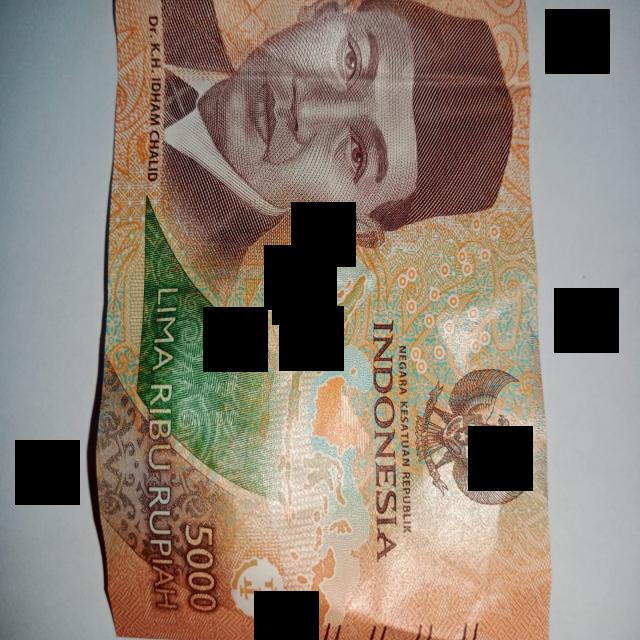 Dr. K.H. IDHAM CHALID
NEGARA KESATUAN REPUBLIK
INDONESIA
LIMA RIBU RUPIAH
5000